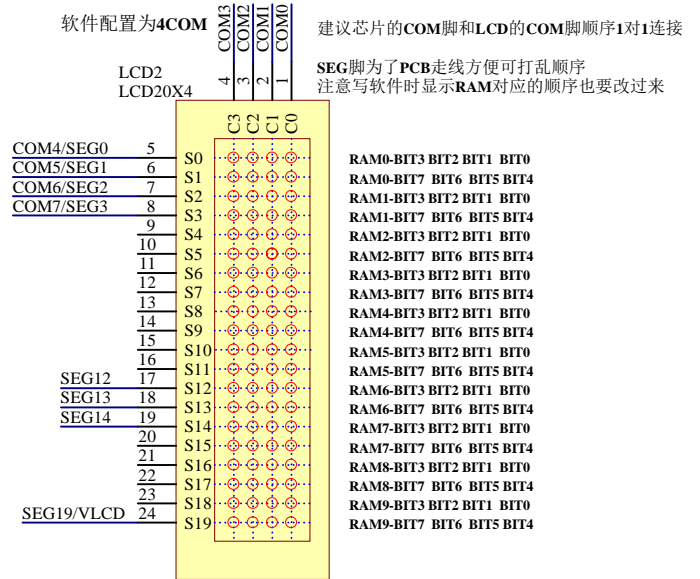 软件配置为4COM
COM3
COM2
COM1
COM0
建议芯片的COM脚和LCD的COM脚顺序1对1连接
SEG脚为了PCB走线方便可打乱顺序
注意写软件时显示RAM对应的顺序也要改过来
LCD2
LCD20X4
4 3 2 1
C3 C2 C1 C0
COM4/SEG0 5 S0 RAM0-BIT3 BIT2 BIT1 BIT0
COM5/SEG1 6 S1 RAM0-BIT7 BIT6 BIT5 BIT4
COM6/SEG2 7 S2 RAM1-BIT3 BIT2 BIT1 BIT0
COM7/SEG3 8 S3 RAM1-BIT7 BIT6 BIT5 BIT4
9 S4 RAM2-BIT3 BIT2 BIT1 BIT0
10 S5 RAM2-BIT7 BIT6 BIT5 BIT4
11 S6 RAM3-BIT3 BIT2 BIT1 BIT0
12 S7 RAM3-BIT7 BIT6 BIT5 BIT4
13 S8 RAM4-BIT3 BIT2 BIT1 BIT0
14 S9 RAM4-BIT7 BIT6 BIT5 BIT4
15 S10 RAM5-BIT3 BIT2 BIT1 BIT0
16 S11 RAM5-BIT7 BIT6 BIT5 BIT4
SEG12 17 S12 RAM6-BIT3 BIT2 BIT1 BIT0
SEG13 18 S13 RAM6-BIT7 BIT6 BIT5 BIT4
SEG14 19 S14 RAM7-BIT3 BIT2 BIT1 BIT0
20 S15 RAM7-BIT7 BIT6 BIT5 BIT4
21 S16 RAM8-BIT3 BIT2 BIT1 BIT0
22 S17 RAM8-BIT7 BIT6 BIT5 BIT4
23 S18 RAM9-BIT3 BIT2 BIT1 BIT0
SEG19/VLCD 24 S19 RAM9-BIT7 BIT6 BIT5 BIT4